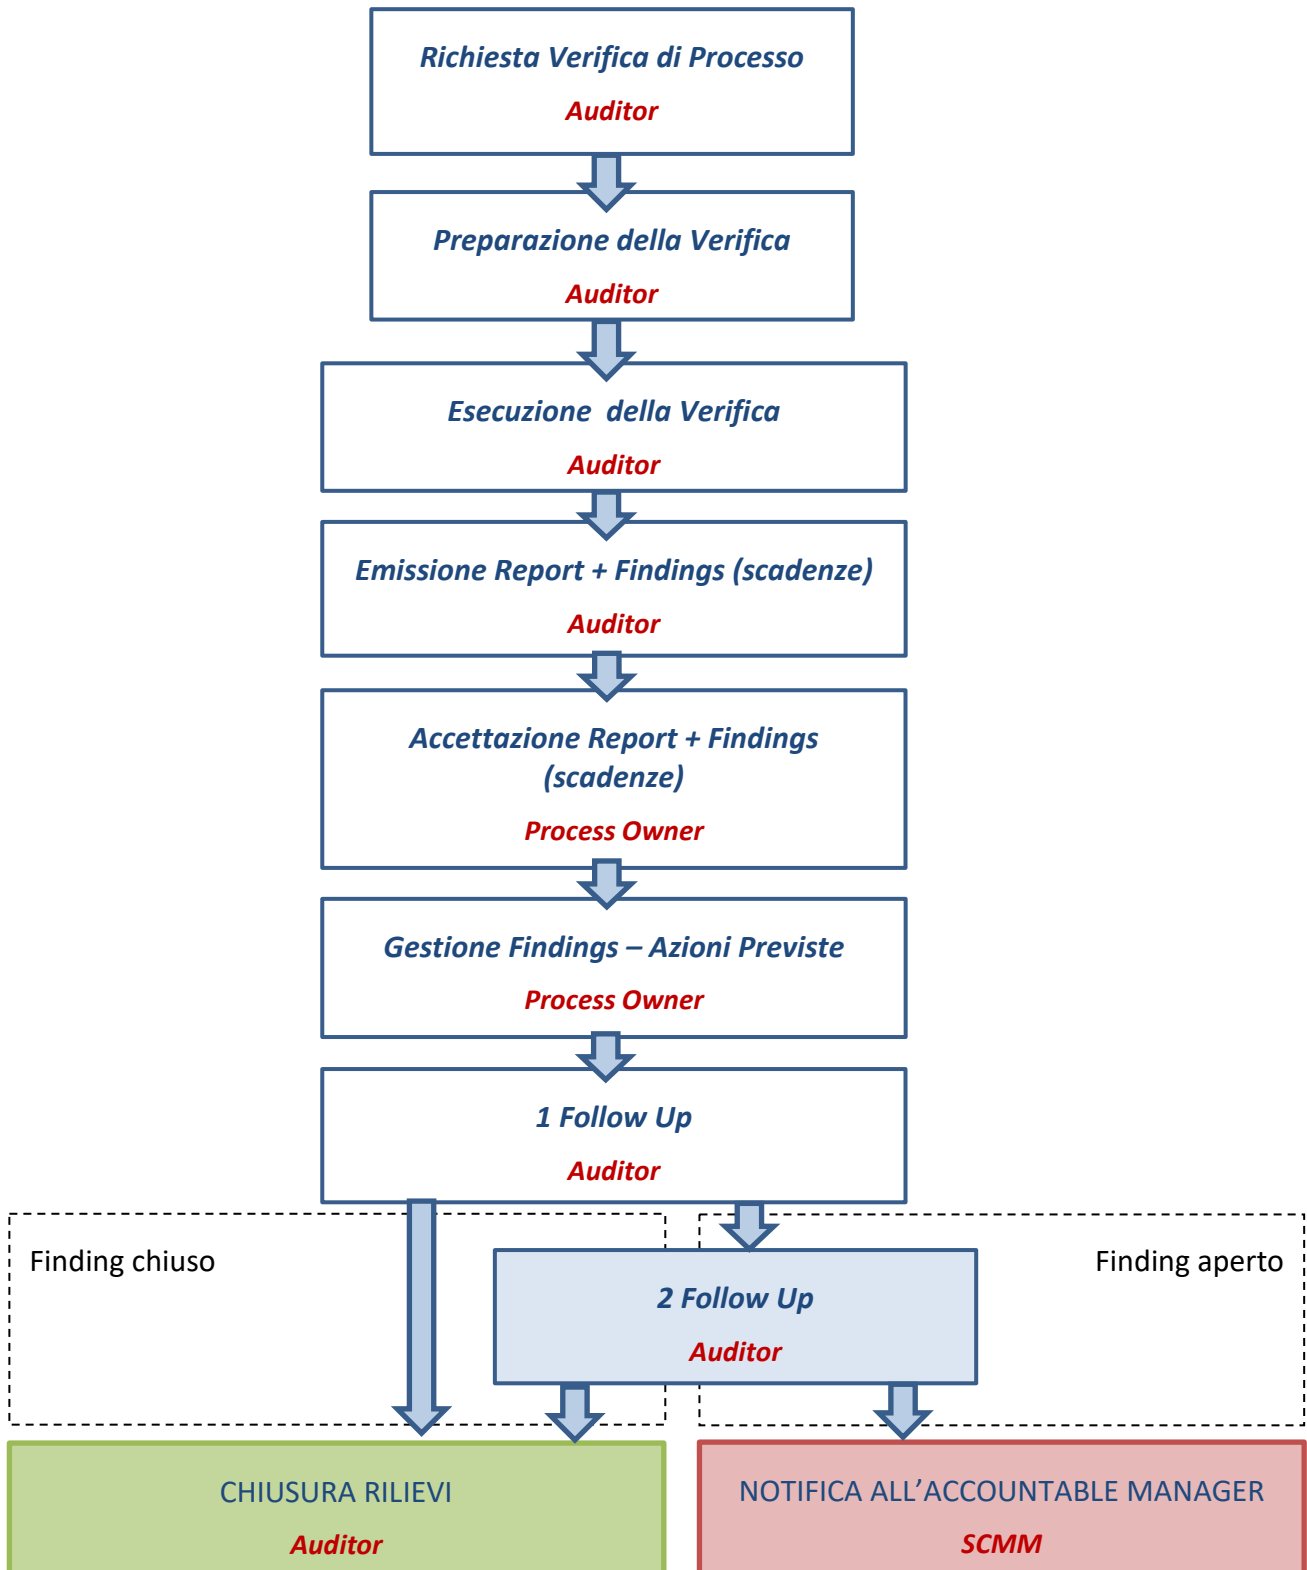 Richiesta Verifica di Processo
Auditor
Preparazione della Verifica
Auditor
Esecuzione  della Verifica
Auditor
Emissione Report + Findings (scadenze)
Auditor
Accettazione Report + Findings
(scadenze)
Process Owner
Gestione Findings – Azioni Previste
Process Owner
1 Follow Up
Auditor
Finding chiuso
Finding aperto
2 Follow Up
Auditor
CHIUSURA RILIEVI
Auditor
NOTIFICA ALL’ACCOUNTABLE MANAGER
SCMM